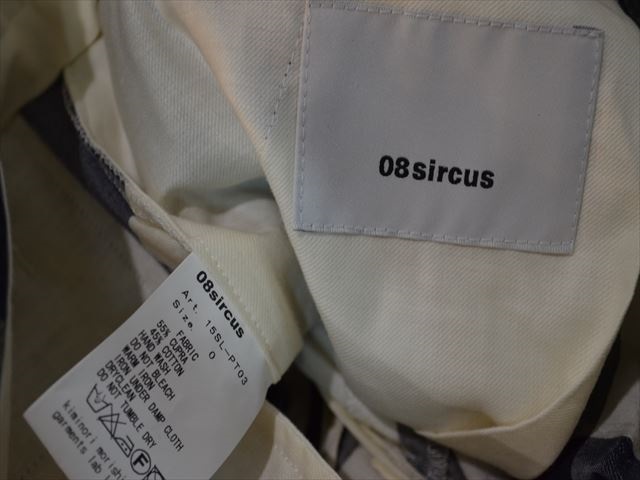 08sircus
08sircus
Art. 15SL-PT03
Size. 0
FABRIC
55% CUPRA
45% COTTON
HAND WASH
DO NOT BLEACH
WARM IRON
IRON UNDER DAMP CLOTH
DRYCLEAN
DO NOT TUMBLE DRY
kiminori morishi
garments lab i